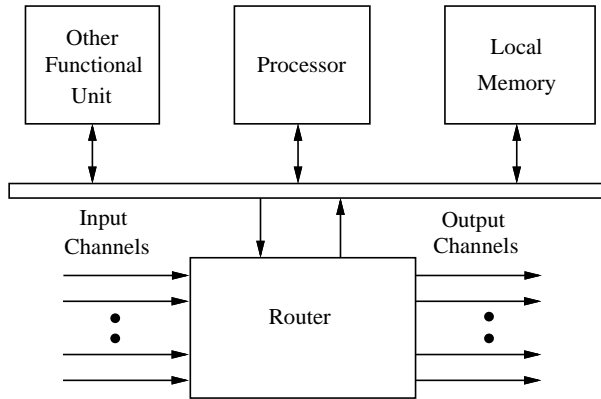 Other
Functional
Unit
Processor
Local
Memory
Input
Channels
Output
Channels
Router